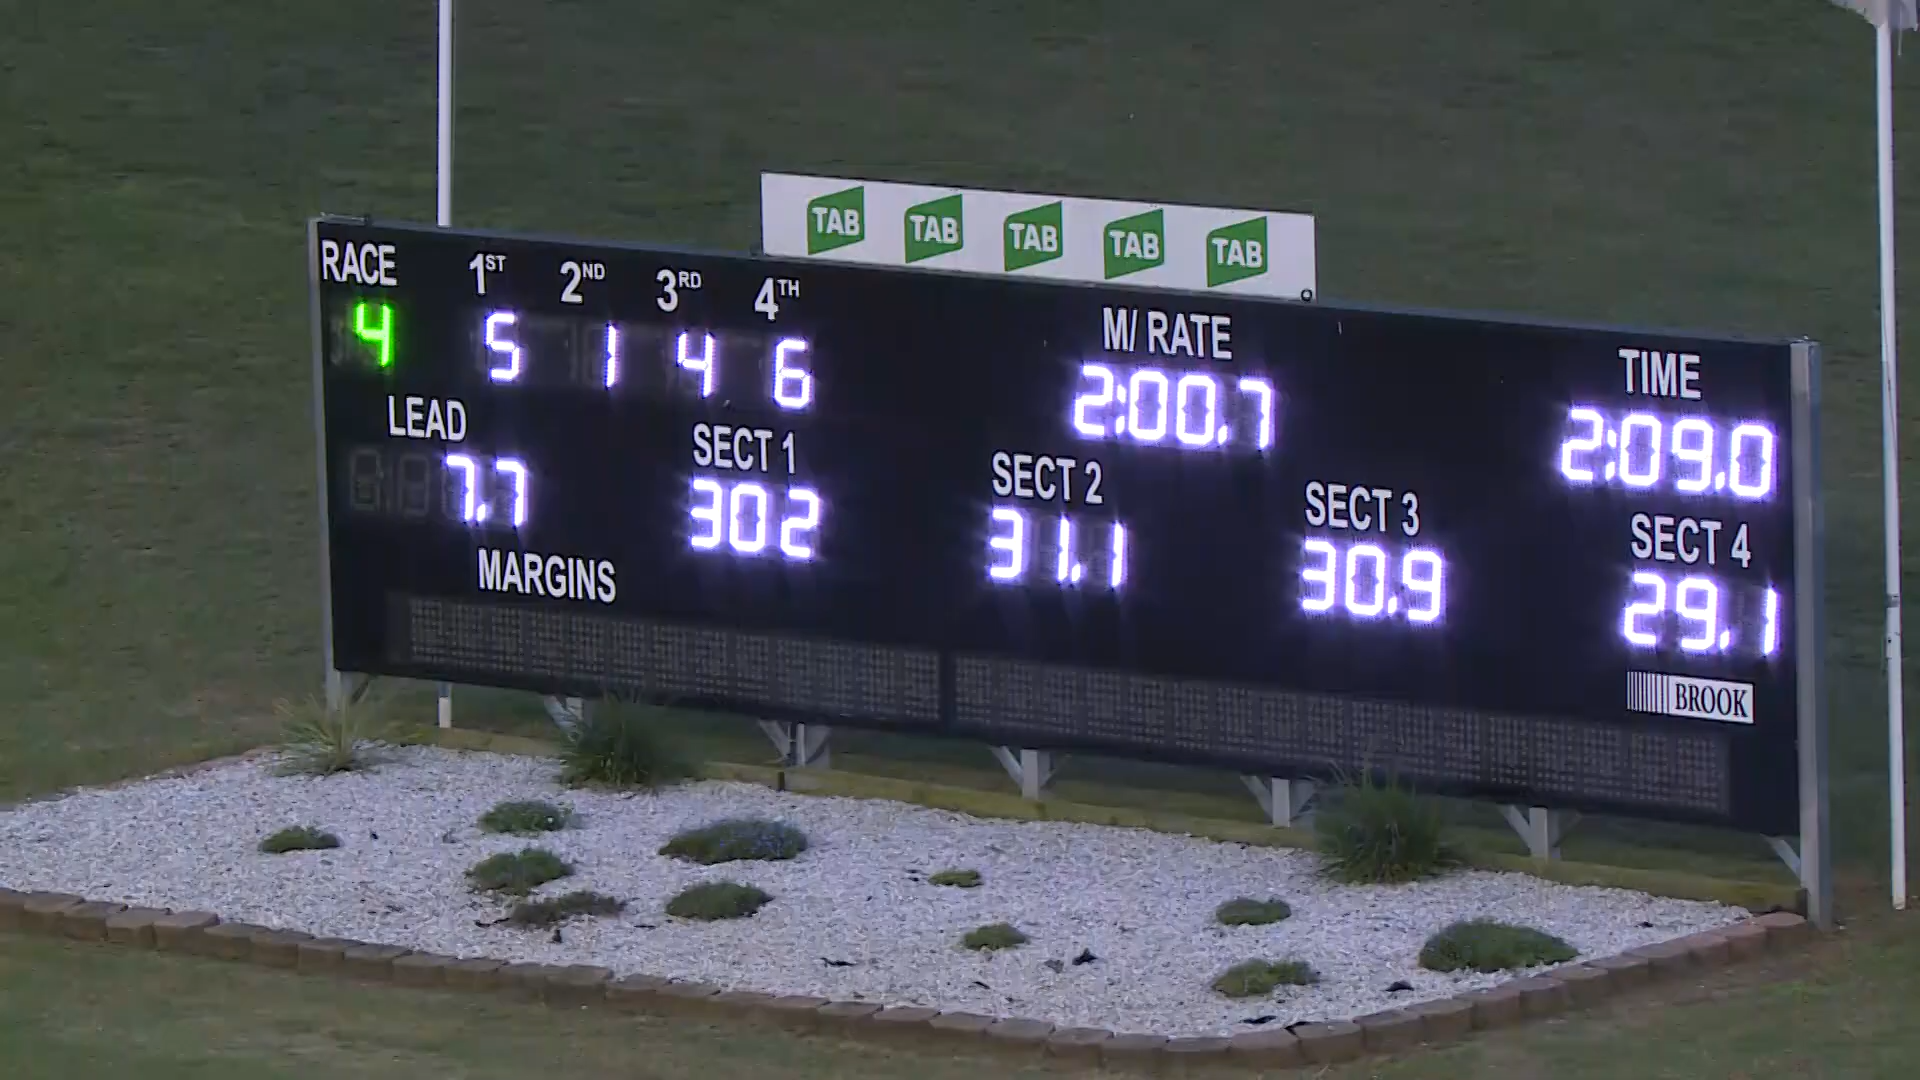 TAB TAB TAB TAB TAB
RACE 1ST 2ND 3RD 4TH M/ RATE TIME
4 5 1 4 6 2:00.7 2:09.0
LEAD SECT 1 SECT 2 SECT 3 SECT 4
7.7 302 31.1 30.9 29.1
MARGINS
BROOK